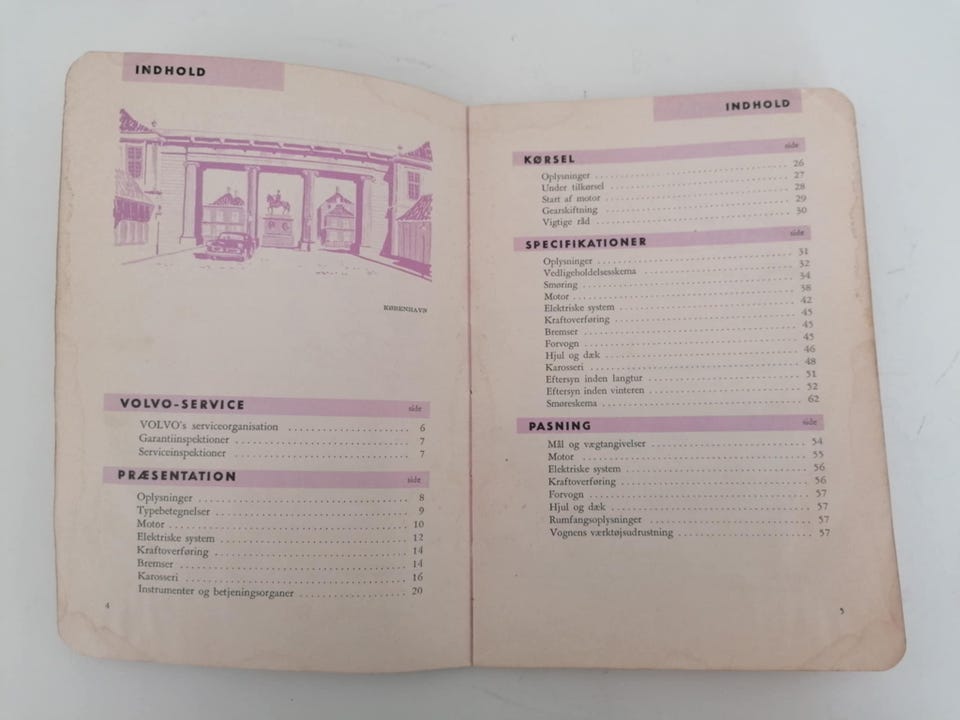 INDHOLD
KØBENHAVN
VOLVO-SERVICE side
VOLVO's serviceorganisation 6
Garantiinspektioner 7
Serviceinspektioner 7
PRÆSENTATION side
Oplysninger 8
Typebetegnelser 9
Motor 10
Elektriske system 12
Kraftoverføring 14
Bremser 14
Karosseri 16
Instrumenter og betjeningsorganer 20
4
INDHOLD
KØRSEL side
Oplysninger 26
Under tilkørsel 27
Start af motor 28
Gearskiftning 29
Vigtige råd 30
SPECIFIKATIONER side
Oplysninger 31
Vedligeholdelsesskema 32
Smøring 34
Motor 38
Elektriske system 42
Kraftoverføring 45
Bremser 45
Forvogn 45
Hjul og dæk 46
Karosseri 48
Eftersyn inden langtur 51
Eftersyn inden vinteren 52
Smøreskema 62
PASNING side
Mål og vægtangivelser 54
Motor 55
Elektriske system 56
Kraftoverføring 56
Forvogn 57
Hjul og dæk 57
Rumfangsoplysninger 57
Vognens værktøjsudrustning 57
5